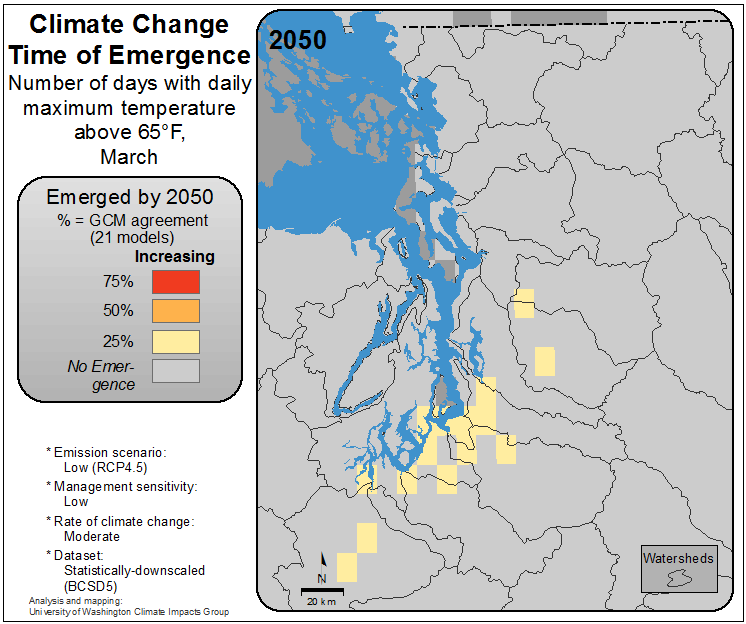 Climate Change
Time of Emergence
Number of days with daily
maximum temperature
above 65°F,
March
Emerged by 2050
% = GCM agreement
(21 models)
Increasing
75%
50%
25%
No Emer-
gence
* Emission scenario:
Low (RCP4.5)
* Management sensitivity:
Low
* Rate of climate change:
Moderate
* Dataset:
Statistically-downscaled
(BCSD5)
Analysis and mapping:
University of Washington Climate Impacts Group
2050
N
20 km
Watersheds